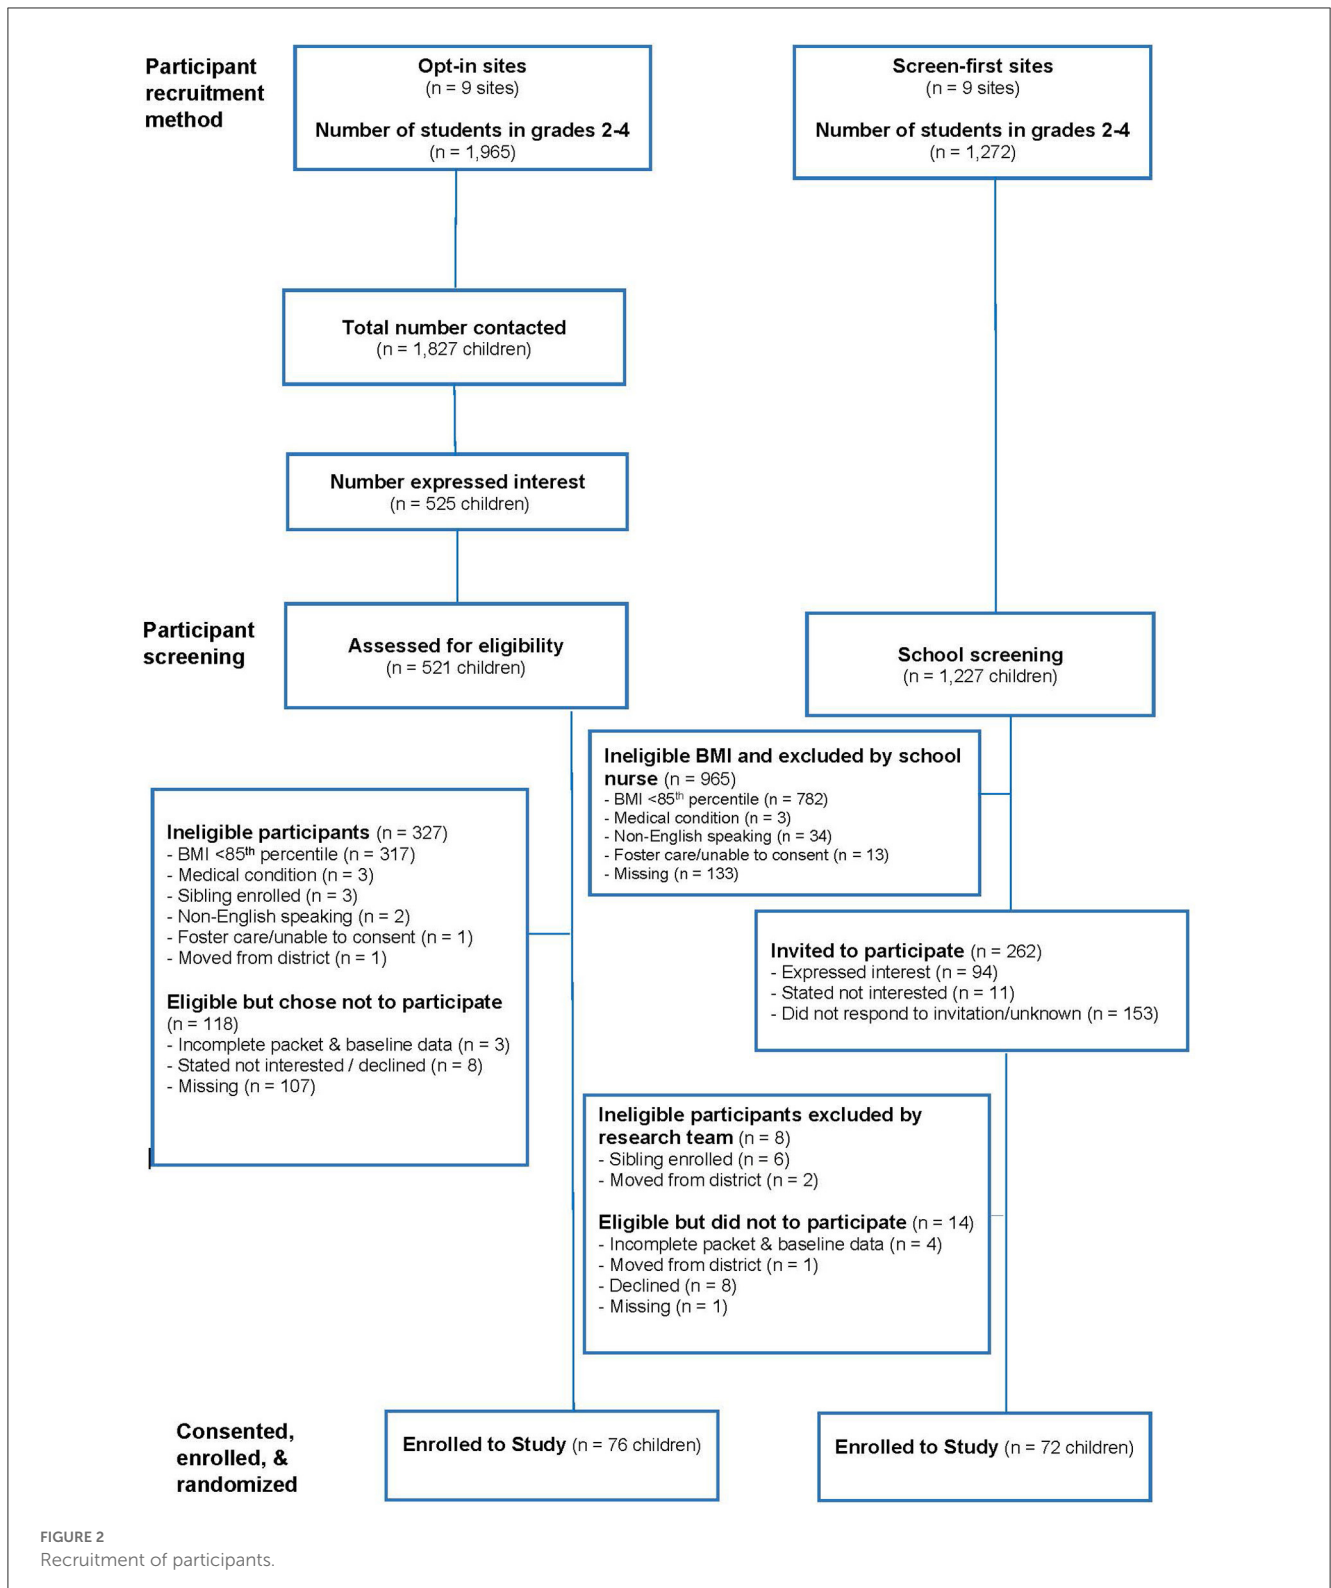 Participant
recruitment
method
Opt-in sites
(n = 9 sites)
Number of students in grades 2-4
(n = 1,965)
Screen-first sites
(n = 9 sites)
Number of students in grades 2-4
(n = 1,272)
Total number contacted
(n = 1,827 children)
Number expressed interest
(n = 525 children)
Participant
screening
Assessed for eligibility
(n = 521 children)
School screening
(n = 1,227 children)
Ineligible BMI and excluded by school
nurse (n = 965)
- BMI <85th percentile (n = 782)
- Medical condition (n = 3)
- Non-English speaking (n = 34)
- Foster care/unable to consent (n = 13)
- Missing (n = 133)
Ineligible participants (n = 327)
- BMI <85th percentile (n = 317)
- Medical condition (n = 3)
- Sibling enrolled (n = 3)
- Non-English speaking (n = 2)
- Foster care/unable to consent (n = 1)
- Moved from district (n = 1)
Eligible but chose not to participate
(n = 118)
- Incomplete packet & baseline data (n = 3)
- Stated not interested / declined (n = 8)
- Missing (n = 107)
Invited to participate (n = 262)
- Expressed interest (n = 94)
- Stated not interested (n = 11)
- Did not respond to invitation/unknown (n = 153)
Ineligible participants excluded by
research team (n = 8)
- Sibling enrolled (n = 6)
- Moved from district (n = 2)
Eligible but did not to participate (n = 14)
- Incomplete packet & baseline data (n = 4)
- Moved from district (n = 1)
- Declined (n = 8)
- Missing (n = 1)
Consented,
enrolled, &
randomized
Enrolled to Study (n = 76 children)
Enrolled to Study (n = 72 children)
FIGURE 2
Recruitment of participants.